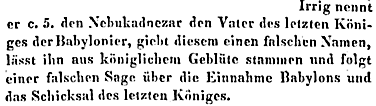 Irrig nennt
er c. 5. den Nebukadnezar den Vater des letztenKöni-
ges der Babylonier, giebt diesem einen falschen Namen,
lässt ihn aus königlichem Geblüte stammen und folgt
einer falschen Sage über die Einnahme Babylons und
das Schicksal des letzten Königes.